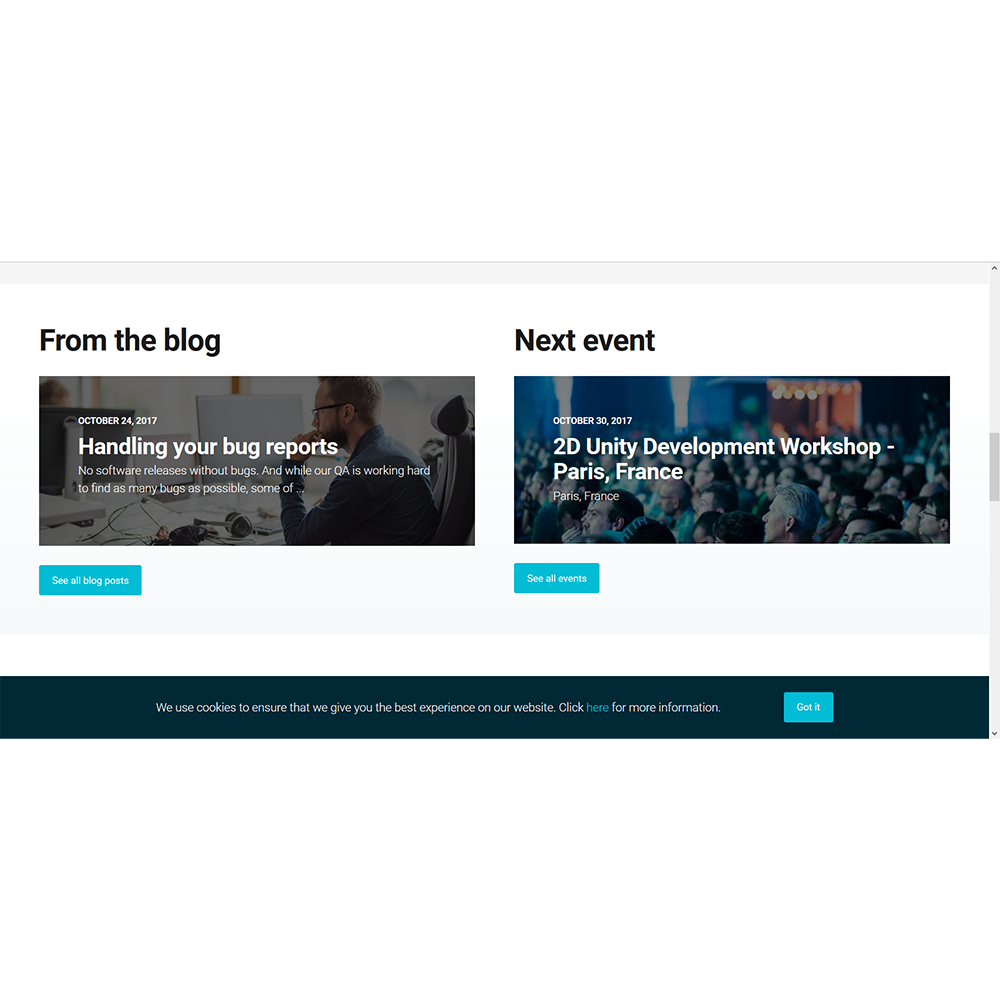 From the blog
OCTOBER 24, 2017
Handling your bug reports
No software releases without bugs. And while our QA is working hard
to find as many bugs as possible, some of ...
See all blog posts
Next event
OCTOBER 30, 2017
2D Unity Development Workshop -
Paris, France
Paris, France
See all events
We use cookies to ensure that we give you the best experience on our website. Click here for more information.
Got it